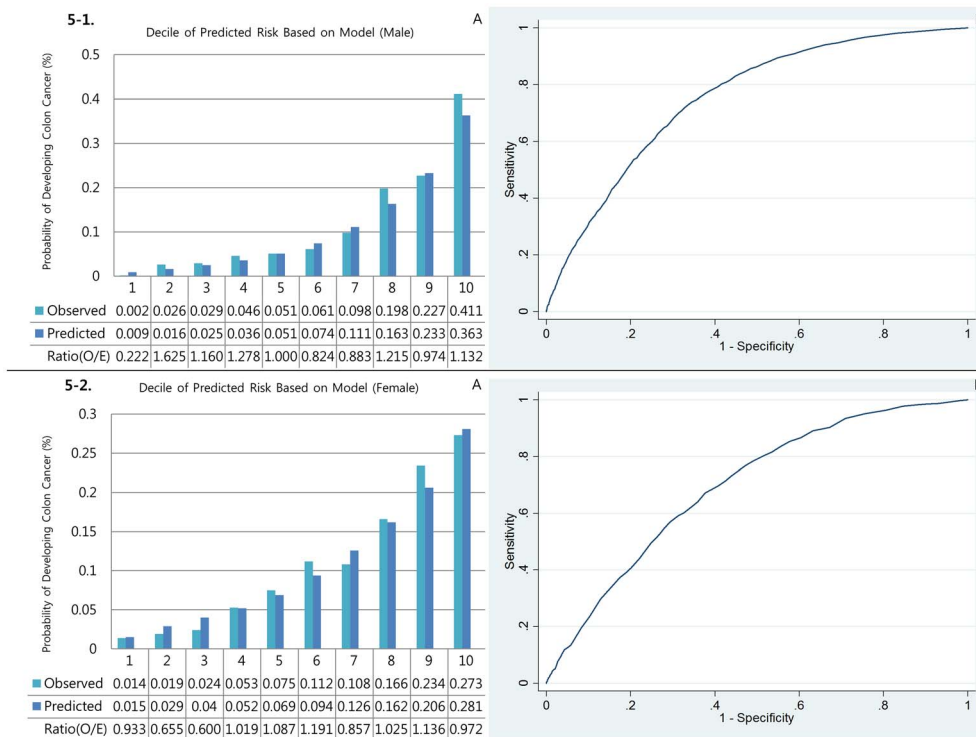 5-1.
Decile of Predicted Risk Based on Model (Male)
A
Probability of Developing Colon Cancer (%)
0.5
0.4
0.3
0.2
0.1
0
1 2 3 4 5 6 7 8 9 10
Observed 0.002 0.026 0.029 0.046 0.051 0.061 0.098 0.198 0.227 0.411
Predicted 0.009 0.016 0.025 0.036 0.051 0.074 0.111 0.163 0.233 0.363
Ratio(O/E) 0.222 1.625 1.160 1.278 1.000 0.824 0.883 1.215 0.974 1.132
Sensitivity
1
.8
.6
.4
.2
0
0 .2 .4 .6 .8 1
1 - Specificity
5-2.
Decile of Predicted Risk Based on Model (Female)
A
Probability of Developing Colon Cancer (%)
0.3
0.25
0.2
0.15
0.1
0.05
0
1 2 3 4 5 6 7 8 9 10
Observed 0.014 0.019 0.024 0.053 0.075 0.112 0.108 0.166 0.234 0.273
Predicted 0.015 0.029 0.04 0.052 0.069 0.094 0.126 0.162 0.206 0.281
Ratio(O/E) 0.933 0.655 0.600 1.019 1.087 1.191 0.857 1.025 1.136 0.972
Sensitivity
1
.8
.6
.4
.2
0
0 .2 .4 .6 .8 1
1 - Specificity